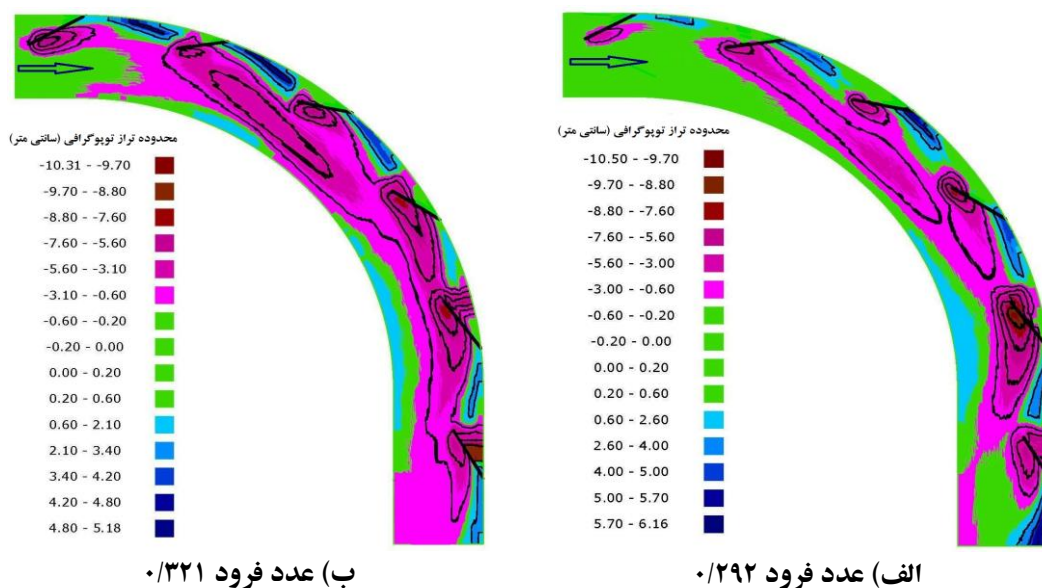 محدوده تراز توپوگرافی (سانتی متر)
-10.50 - -9.70
-9.70 - -8.80
-8.80 - -7.60
-7.60 - -5.60
-5.60 - -3.00
-3.00 - -0.60
-0.60 - -0.20
-0.20 - 0.00
0.00 - 0.20
0.20 - 0.60
0.60 - 2.60
2.60 - 4.00
4.00 - 5.00
5.00 - 5.70
5.70 - 6.16
الف) عدد فرود ۰/۲۹۲
محدوده تراز توپوگرافی (سانتی متر)
-10.31 - -9.70
-9.70 - -8.80
-8.80 - -7.60
-7.60 - -5.60
-5.60 - -3.10
-3.10 - -0.60
-0.60 - -0.20
-0.20 - 0.00
0.00 - 0.20
0.20 - 0.60
0.60 - 2.10
2.10 - 3.40
3.40 - 4.20
4.20 - 4.80
4.80 - 5.18
ب) عدد فرود ۰/۳۲۱